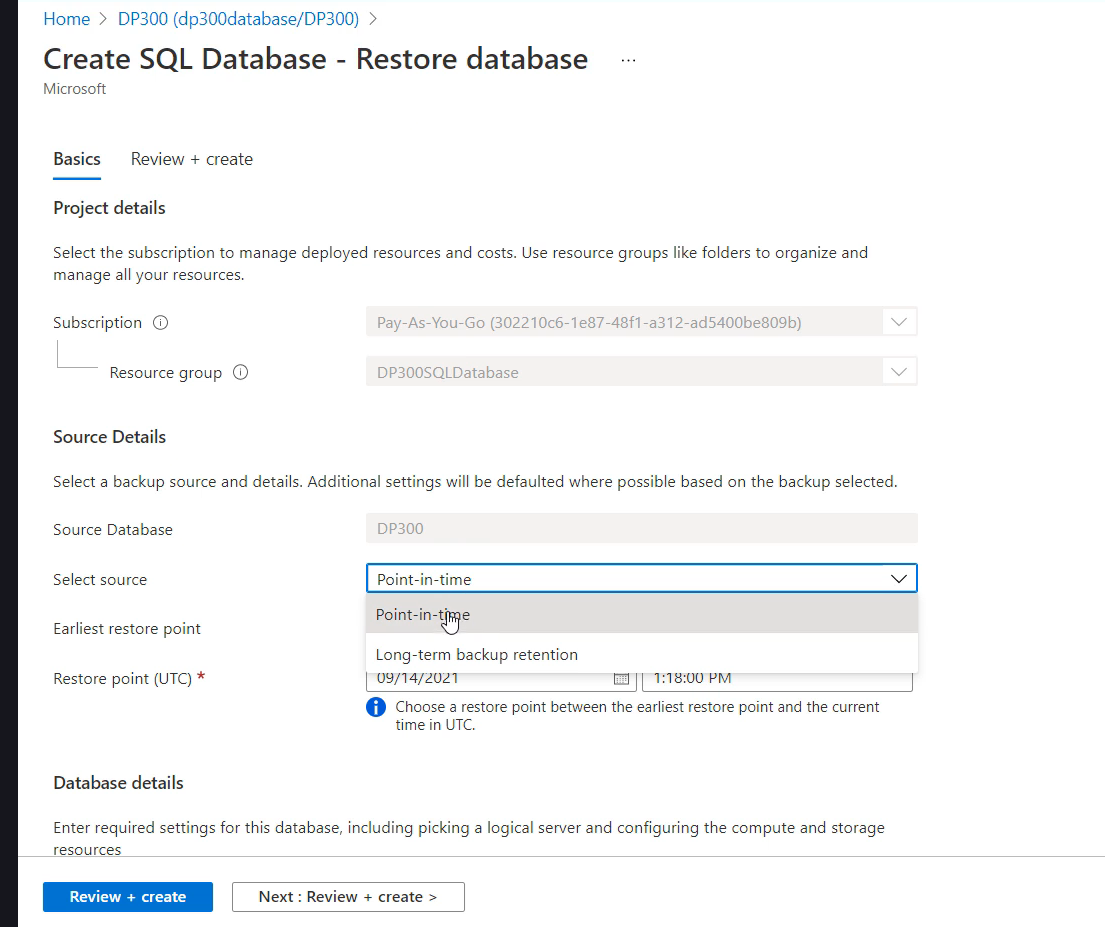 Home > DP300 (dp300database/DP300) >
Create SQL Database - Restore database ...
Microsoft
Basics Review + create
Project details
Select the subscription to manage deployed resources and costs. Use resource groups like folders to organize and
manage all your resources.
Subscription Pay-As-You-Go (302210c6-1e87-48f1-a312-ad5400be809b)
Resource group DP300SQLDatabase
Source Details
Select a backup source and details. Additional settings will be defaulted where possible based on the backup selected.
Source Database DP300
Select source Point-in-time
Point-in-time
Earliest restore point
Long-term backup retention
Restore point (UTC) * 09/14/2021 1:18:00 PM
Choose a restore point between the earliest restore point and the current
time in UTC.
Database details
Enter required settings for this database, including picking a logical server and configuring the compute and storage
resources
Review + create Next : Review + create >